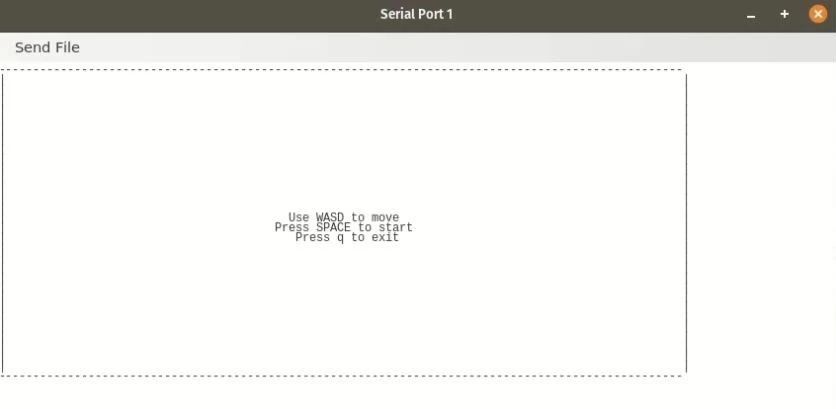 Serial Port 1
Send File
Use WASD to move
Press SPACE to start
Press q to exit